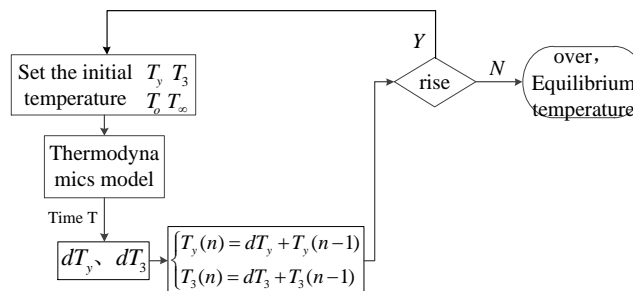 Y
Set the initial T_y T_3
temperature T_o T_∞
rise
N
over，
Equilibrium
temperature
Thermodyna
mics model
Time T
dT_y、dT_3
{T_y(n)=dT_y+T_y(n−1)
T_3(n)=dT_3+T_3(n−1)